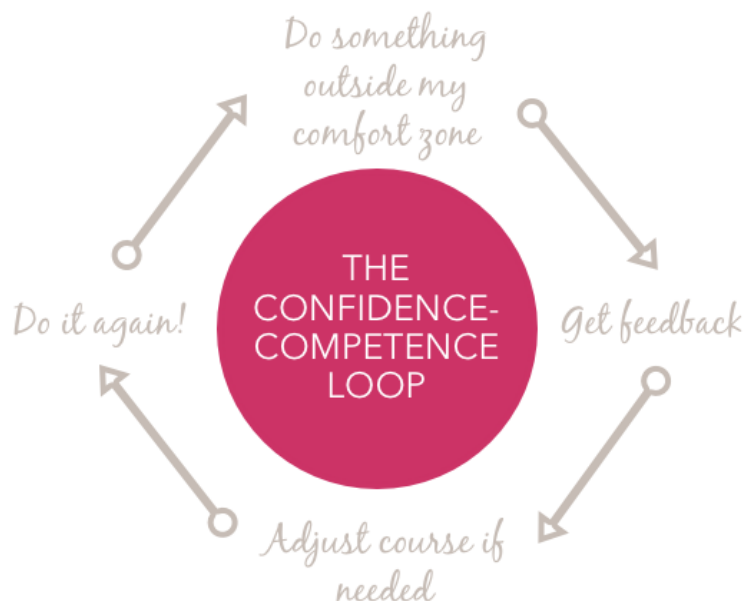 Do something
outside my
comfort zone
THE
CONFIDENCE-
COMPETENCE
LOOP
Get feedback
Adjust course if
needed
Do it again!